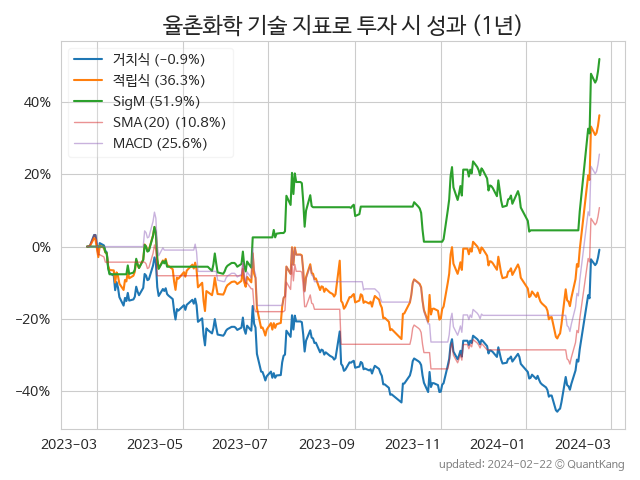 율촌화학 기술 지표로 투자 시 성과 (1년)
거치식 (-0.9%)
적립식 (36.3%)
SigM (51.9%)
SMA(20) (10.8%)
MACD (25.6%)
40%
20%
0%
−20%
−40%
2023-03 2023-05 2023-07 2023-09 2023-11 2024-01 2024-03
updated: 2024-02-22 © QuantKang